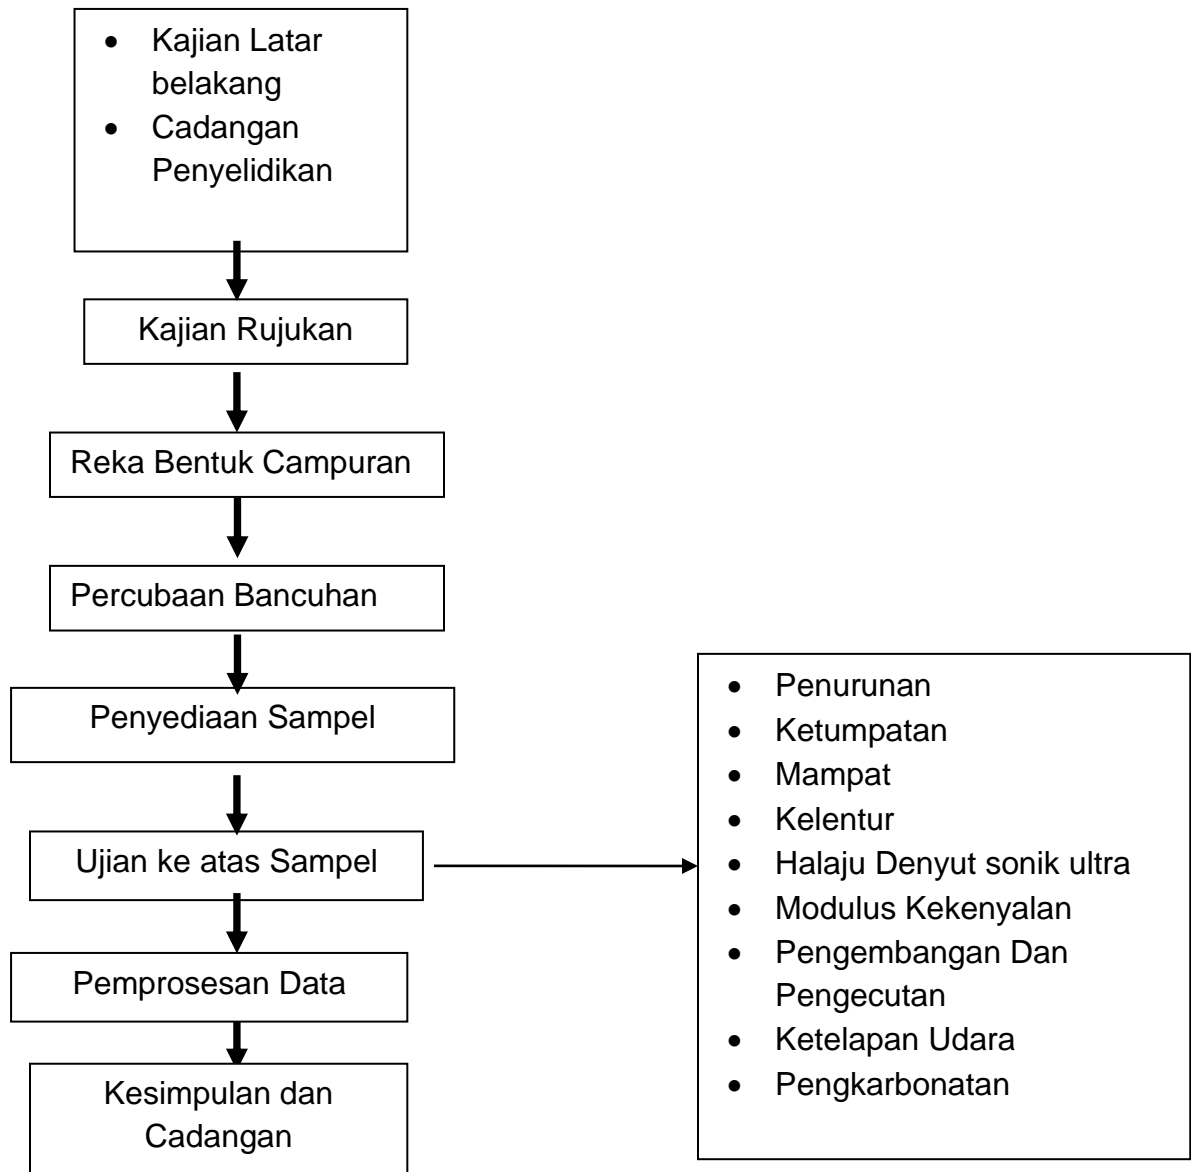 • Kajian Latar
belakang
• Cadangan
Penyelidikan
Kajian Rujukan
Reka Bentuk Campuran
Percubaan Bancuhan
Penyediaan Sampel
Ujian ke atas Sampel
Pemprosesan Data
Kesimpulan dan
Cadangan
• Penurunan
• Ketumpatan
• Mampat
• Kelentur
• Halaju Denyut sonik ultra
• Modulus Kekenyalan
• Pengembangan Dan
Pengecutan
• Ketelapan Udara
• Pengkarbonatan